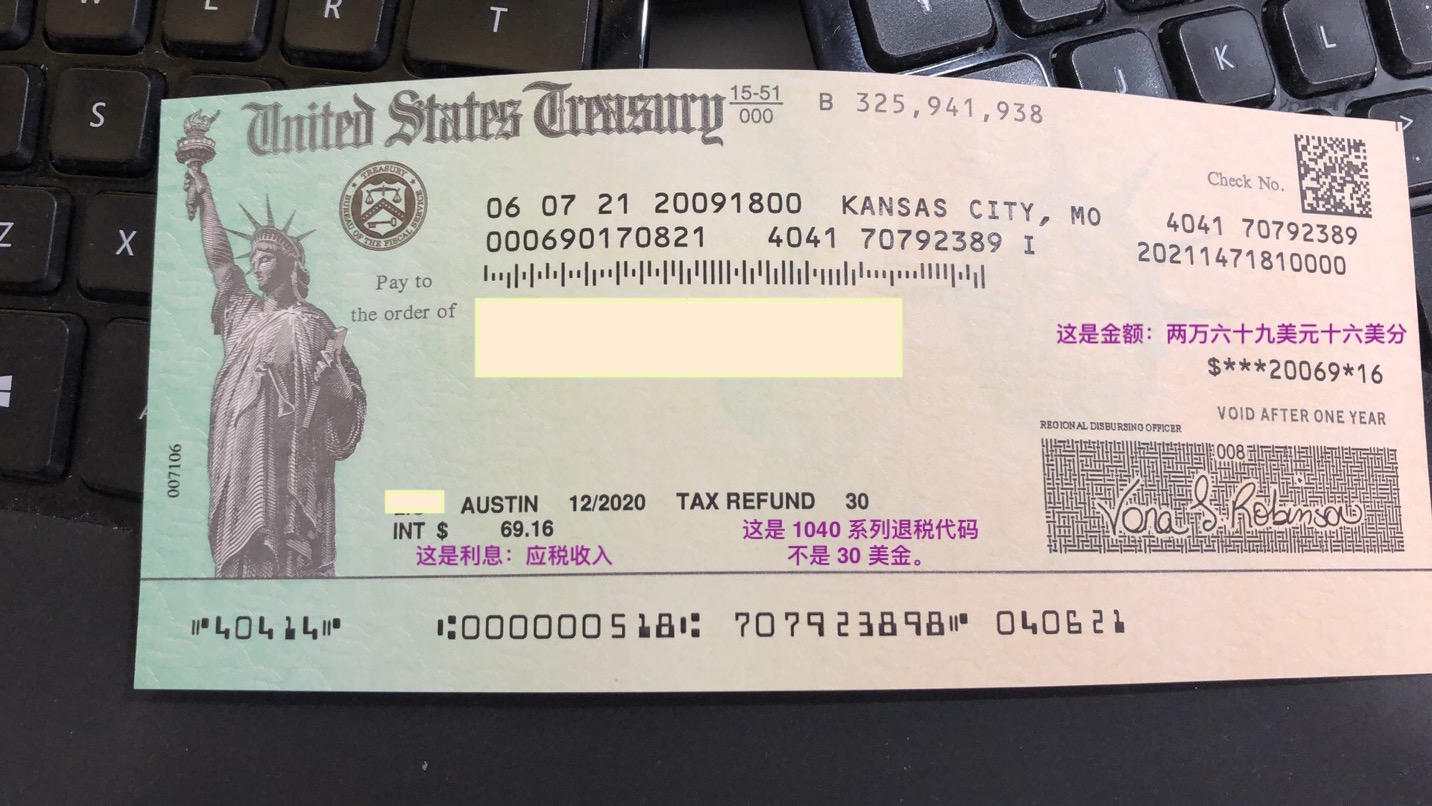 W E R T
S
Z X
J K L
>
United States Treasury 15-51 000 B 325,941,938
TREASURY
BUREAU OF THE FISCAL SERVICE
Check No.
06 07 21 20091800 KANSAS CITY, MO 4041 70792389
000690170821 4041 70792389 I 20211471810000
Pay to
the order of
这是金额：两万六十九美元十六美分
$***20069*16
VOID AFTER ONE YEAR
REGIONAL DISBURSING OFFICER
008
Vona S. Robinson
007106
AUSTIN 12/2020 TAX REFUND 30
INT $ 69.16
这是 1040 系列退税代码
不是 30 美金。
这是利息：应税收入
⑈40414⑈ ⑆000000518⑆ 707923898⑈ 040621